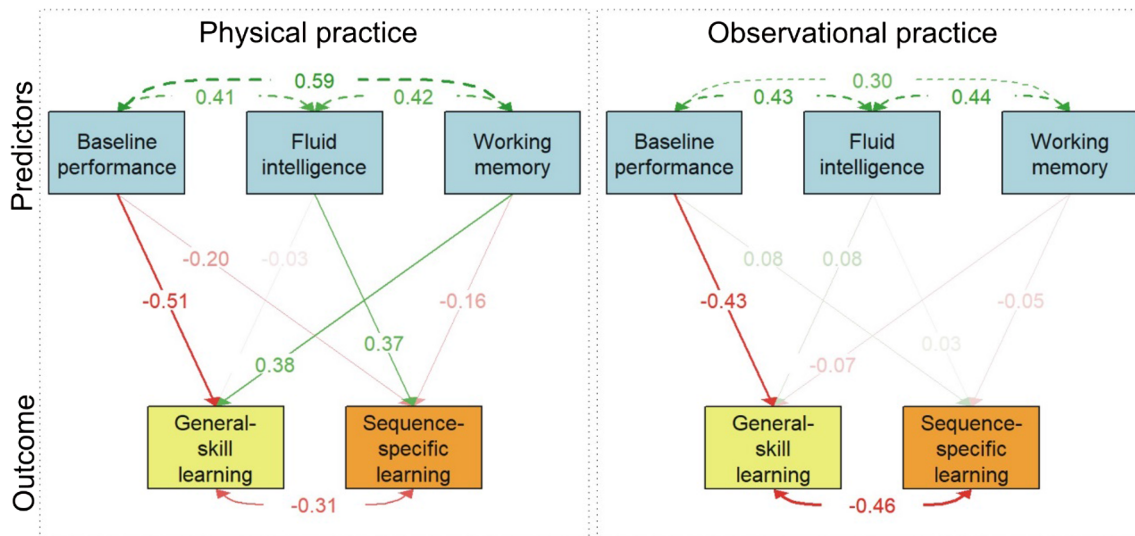 Physical practice
Observational practice
Predictors
0.59
0.41
0.42
Baseline
performance
Fluid
intelligence
Working
memory
-0.20
-0.03
-0.51
-0.16
0.38
0.37
Outcome
General-
skill
learning
Sequence-
specific
learning
-0.31
0.30
0.43
0.44
Baseline
performance
Fluid
intelligence
Working
memory
0.08
0.08
-0.43
-0.05
-0.07
0.03
General-
skill
learning
Sequence-
specific
learning
-0.46